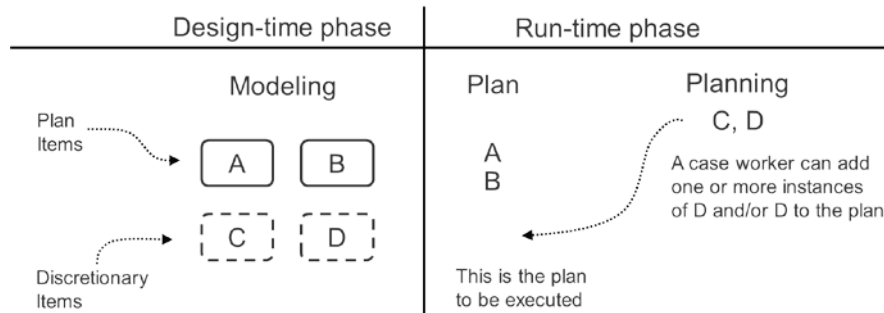 Design-time phase
Run-time phase
Modeling
Plan
Items
A
B
C
D
Discretionary
Items
Plan
A
B
This is the plan
to be executed
Planning
C, D
A case worker can add
one or more instances
of D and/or D to the plan